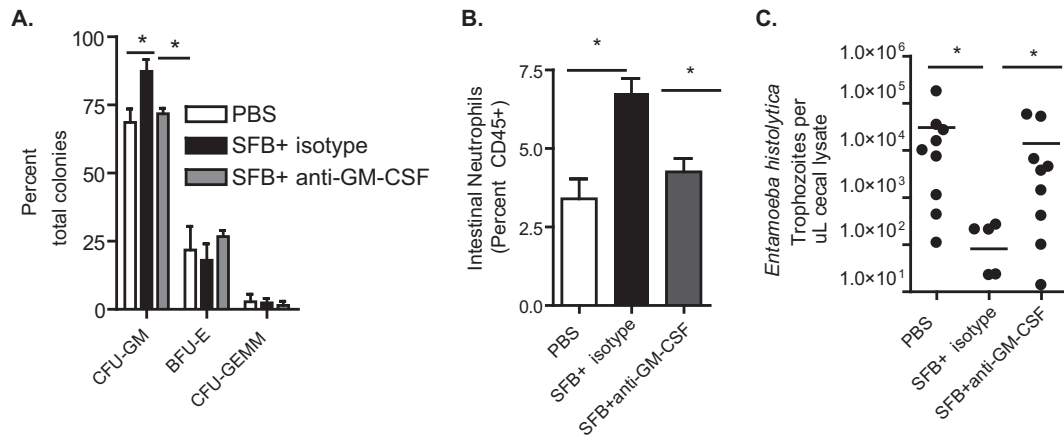 A.
Percent
total colonies
100
75
50
25
0
*
*
PBS
SFB+ isotype
SFB+ anti-GM-CSF
CFU-GM
BFU-E
CFU-GEMM
B.
Intestinal Neutrophils
(Percent CD45+)
7.5
5.0
2.5
0.0
*
*
PBS
SFB+ isotype
SFB+anti-GM-CSF
C.
Entamoeba histolytica
Trophozoites per
uL cecal lysate
1.0×10⁶
1.0×10⁵
1.0×10⁴
1.0×10³
1.0×10²
1.0×10¹
*
*
PBS
SFB+ isotype
SFB+anti-GM-CSF